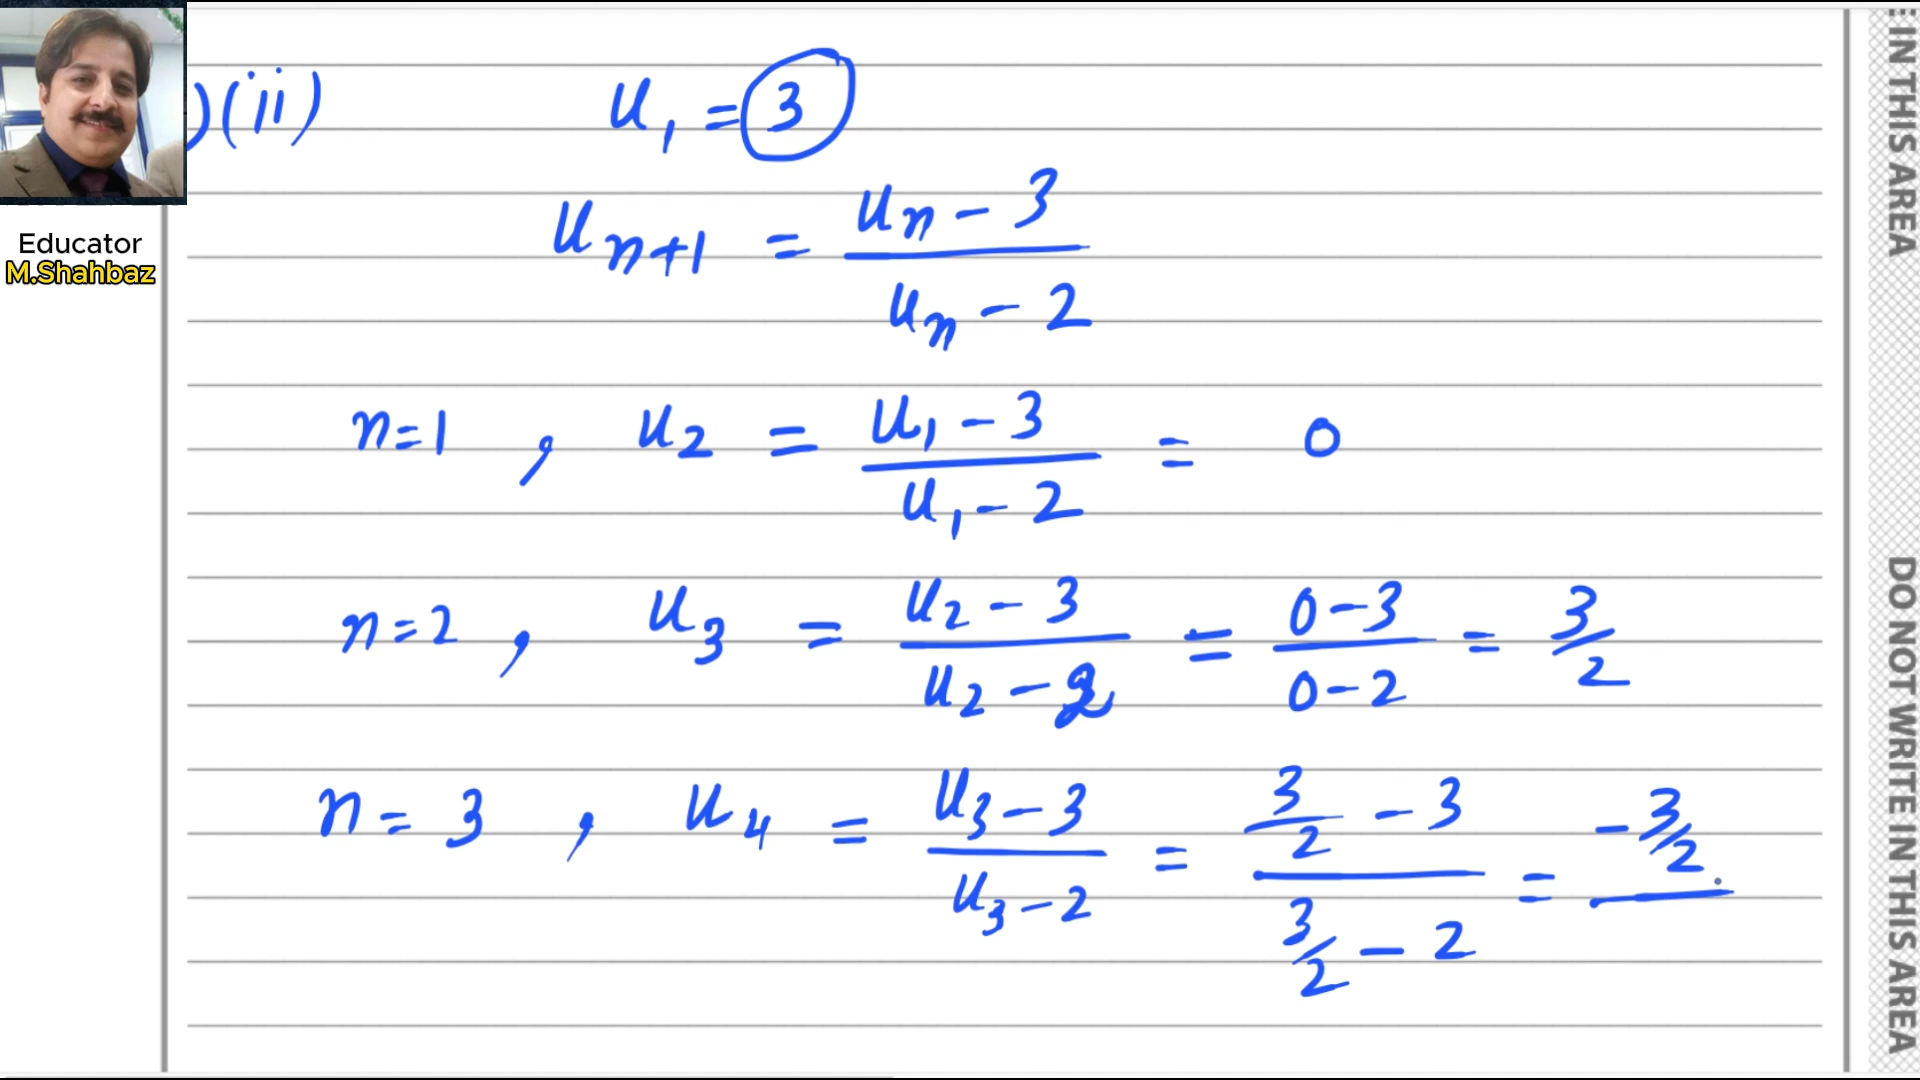 )(ii) u₁ = 3
uₙ₊₁ = (uₙ - 3)/(uₙ - 2)
Educator
M.Shahbaz
n=1 , u₂ = (u₁ - 3)/(u₁ - 2) = 0
n=2 , u₃ = (u₂ - 3)/(u₂ - 2) = (0-3)/(0-2) = 3/2
n= 3 , u₄ = (u₃ - 3)/(u₃ - 2) = (3/2 - 3)/(3/2 - 2) = -3/2
E IN THIS AREA
DO NOT WRITE IN THIS AREA